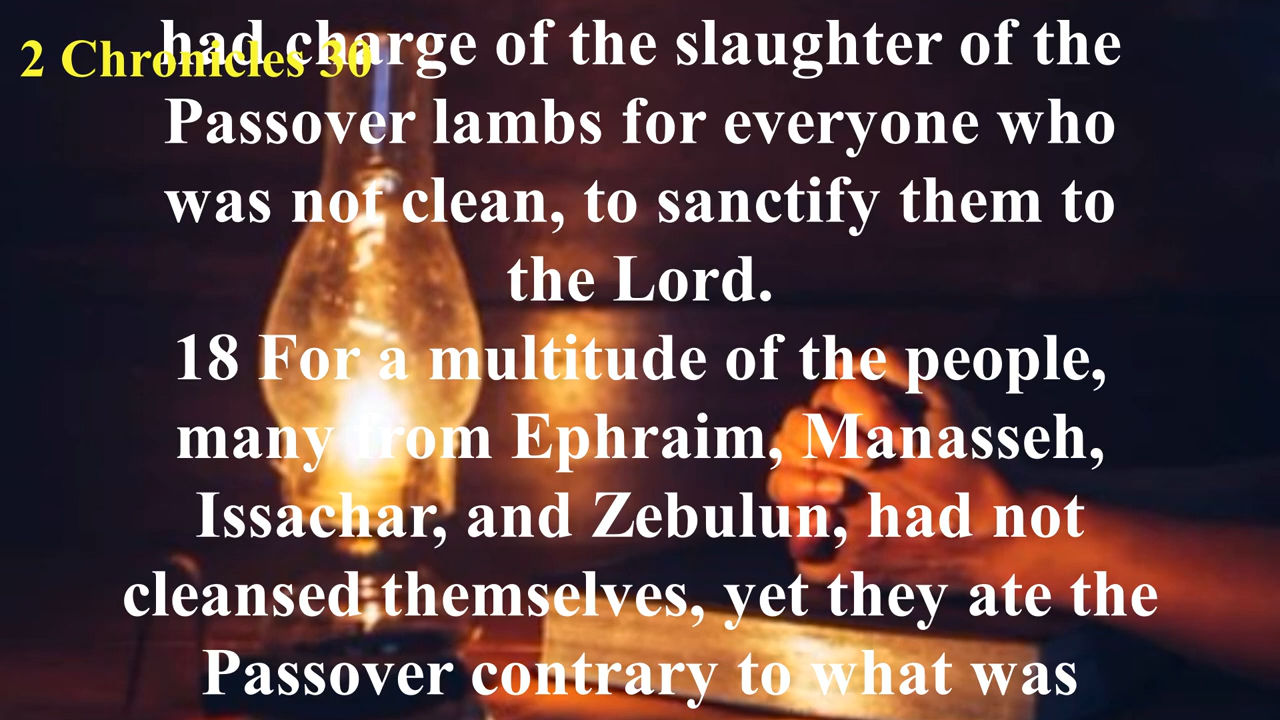 2 Chronicles 30
had charge of the slaughter of the
Passover lambs for everyone who
was not clean, to sanctify them to
the Lord.
18 For a multitude of the people,
many from Ephraim, Manasseh,
Issachar, and Zebulun, had not
cleansed themselves, yet they ate the
Passover contrary to what was